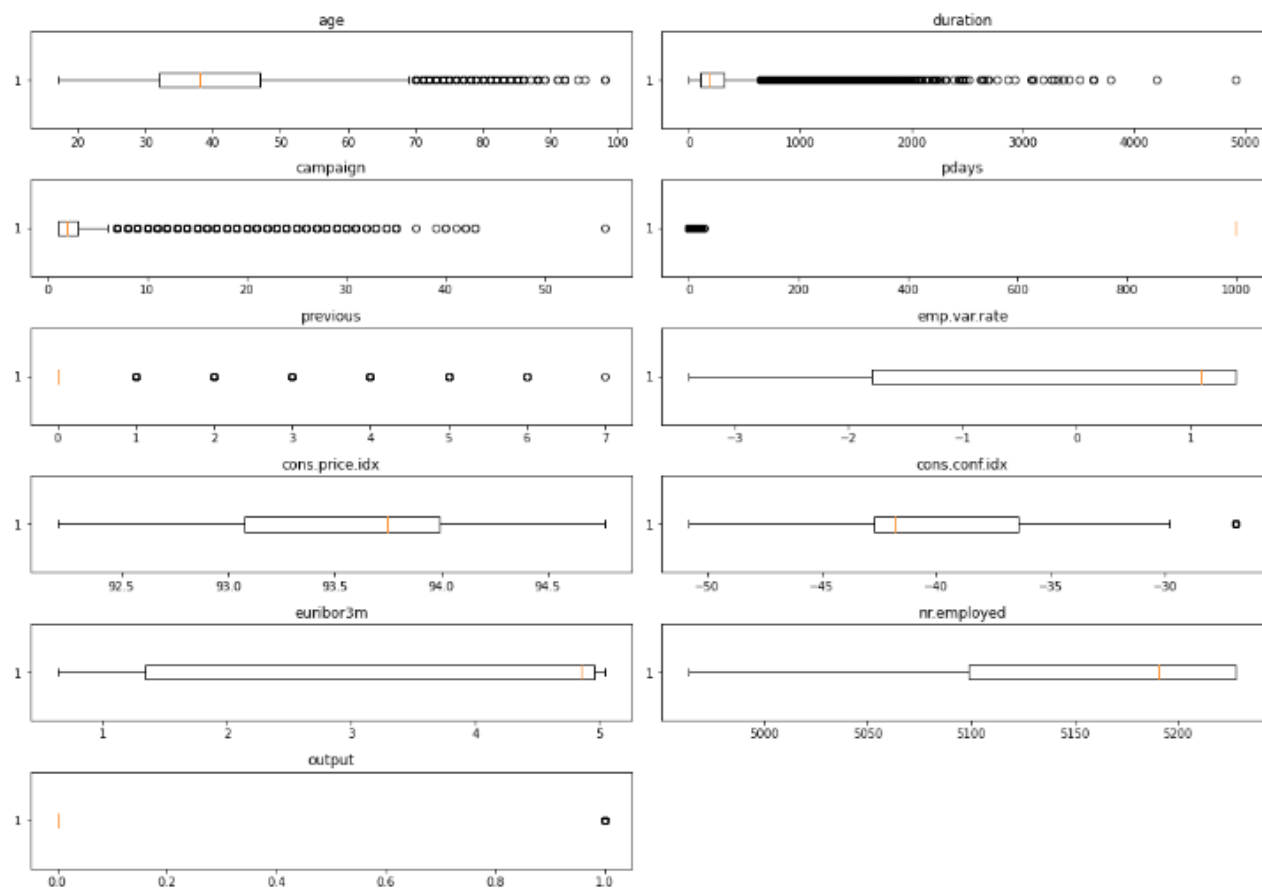 age
1
20 30 40 50 60 70 80 90 100
duration
1
0 1000 2000 3000 4000 5000
campaign
1
0 10 20 30 40 50
pdays
1
0 200 400 600 800 1000
previous
1
0 1 2 3 4 5 6 7
emp.var.rate
1
−3 −2 −1 0 1
cons.price.idx
1
92.5 93.0 93.5 94.0 94.5
cons.conf.idx
1
−50 −45 −40 −35 −30
euribor3m
1
1 2 3 4 5
nr.employed
1
5000 5050 5100 5150 5200
output
1
0.0 0.2 0.4 0.6 0.8 1.0